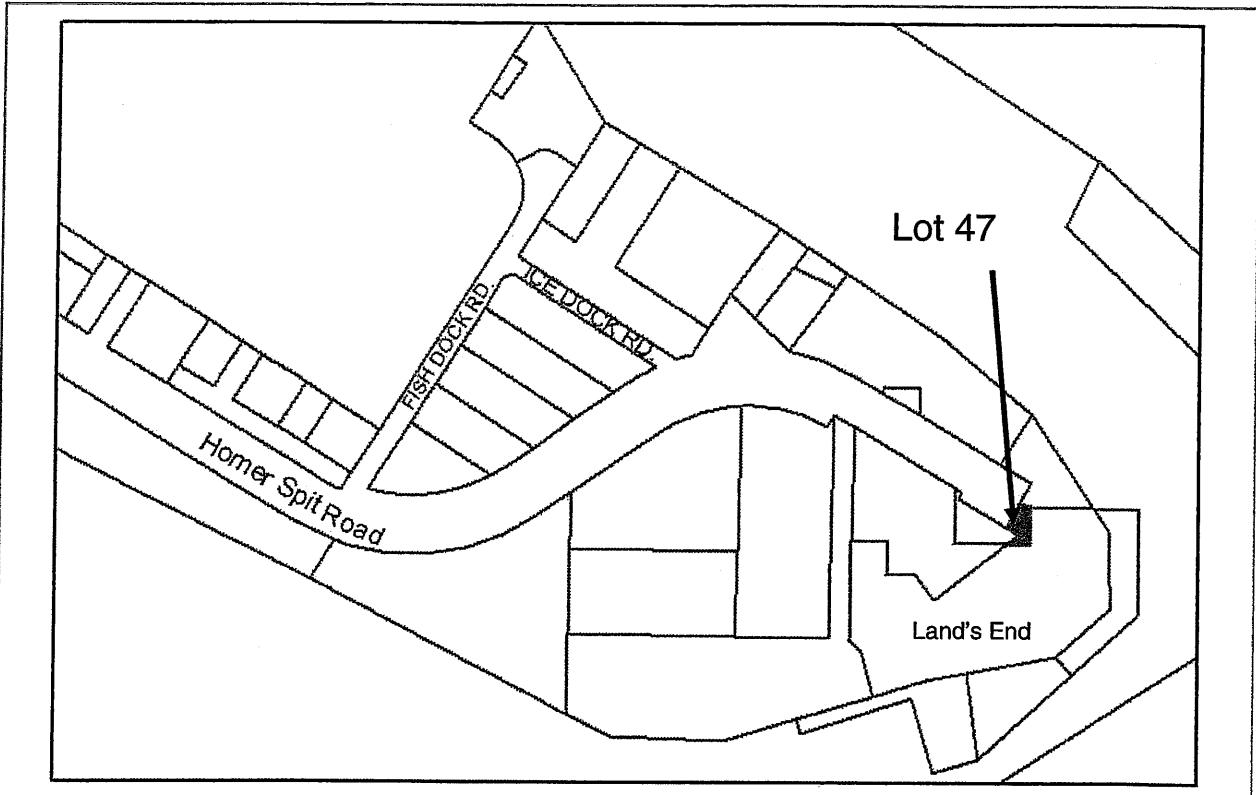 Lot 47
ICE DOCK RD.
FISH DOCK RD.
Homer Spit Road
Land's End